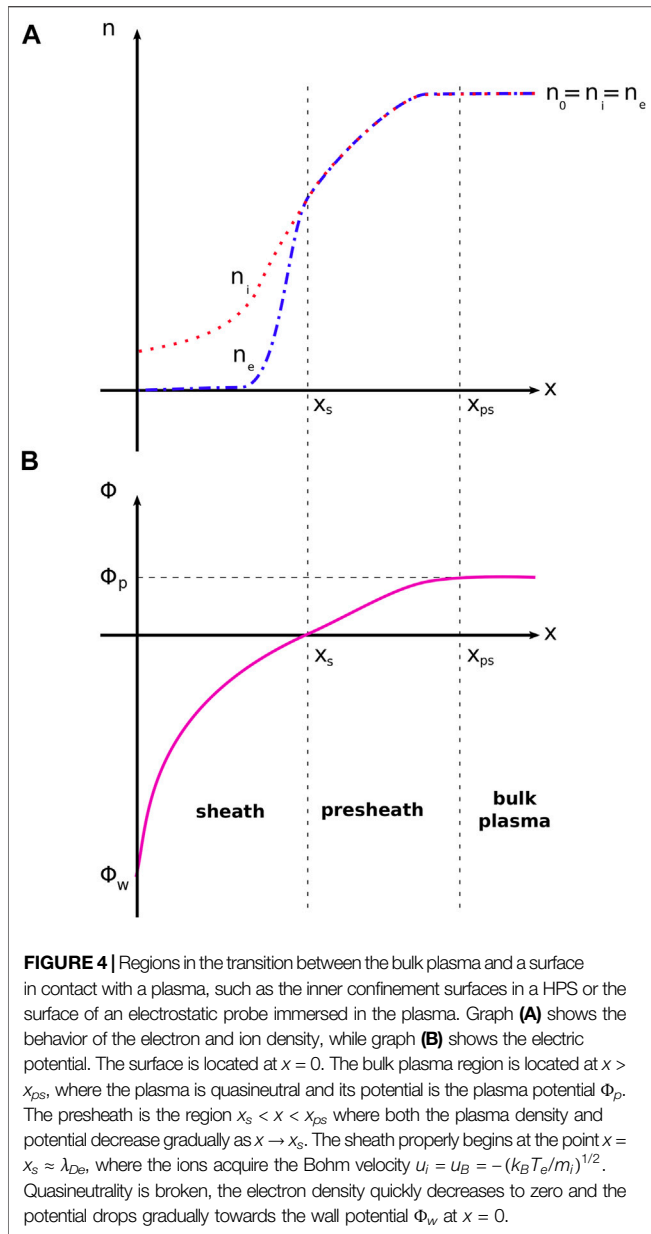 A
n
n₀=nᵢ=nₑ
nᵢ
nₑ
xₛ
xₚₛ
x
B
Φ
Φₚ
xₛ
xₚₛ
x
sheath
presheath
bulk
plasma
Φ_w
FIGURE 4 | Regions in the transition between the bulk plasma and a surface
in contact with a plasma, such as the inner confinement surfaces in a HPS or the
surface of an electrostatic probe immersed in the plasma. Graph (A) shows the
behavior of the electron and ion density, while graph (B) shows the electric
potential. The surface is located at x = 0. The bulk plasma region is located at x >
xₚₛ, where the plasma is quasineutral and its potential is the plasma potential Φₚ.
The presheath is the region xₛ < x < xₚₛ where both the plasma density and
potential decrease gradually as x → xₛ. The sheath properly begins at the point x =
xₛ ≈ λ_De, where the ions acquire the Bohm velocity uᵢ = u_B = −(k_BTₑ/mᵢ)^1/2.
Quasineutrality is broken, the electron density quickly decreases to zero and the
potential drops gradually towards the wall potential Φ_w at x = 0.